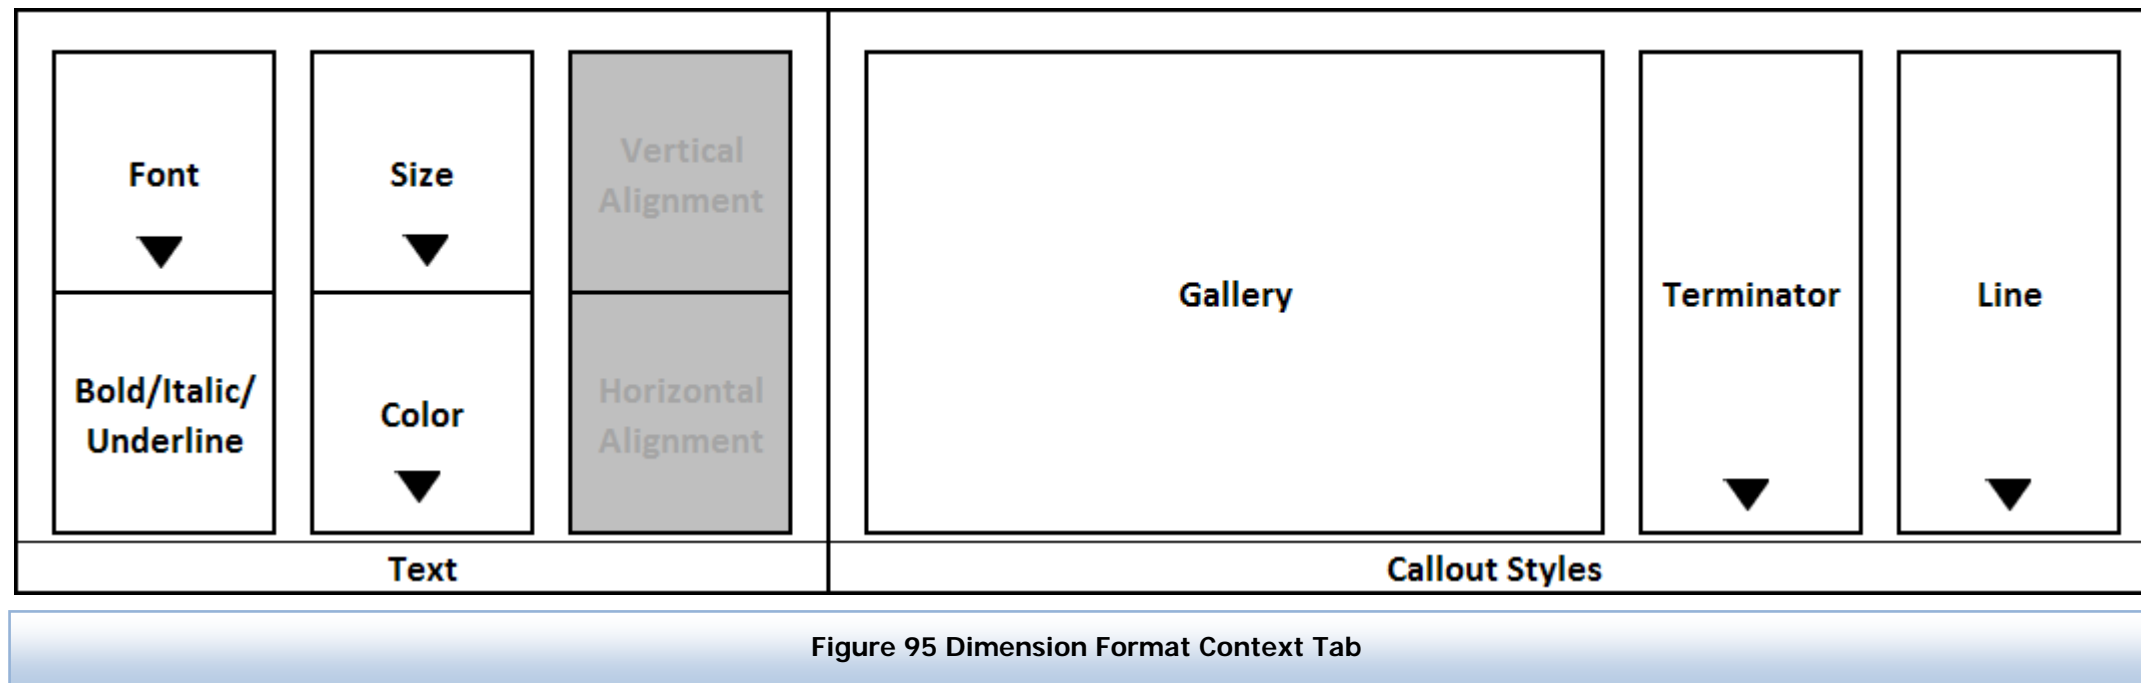 Font
Bold/Italic/
Underline
Size
Color
Vertical
Alignment
Horizontal
Alignment
Text
Gallery
Terminator
Line
Callout Styles
Figure 95 Dimension Format Context Tab